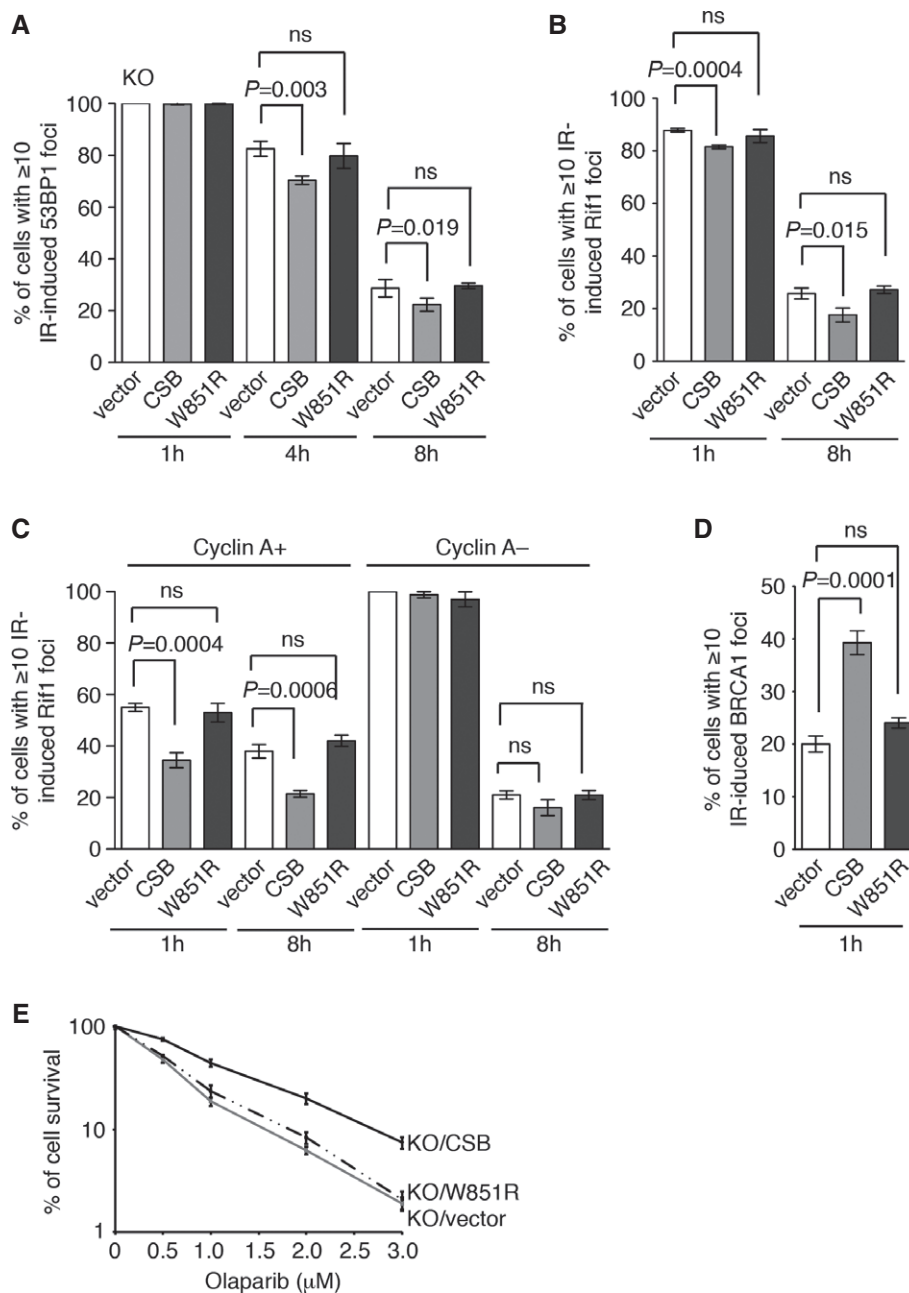 A
KO
ns
P=0.003
ns
P=0.019
% of cells with ≥10
IR-induced 53BP1 foci
100
80
60
40
20
0
vector
CSB
W851R
vector
CSB
W851R
vector
CSB
W851R
1h
4h
8h
B
ns
P=0.0004
ns
P=0.015
% of cells with ≥10 IR-
induced Rif1 foci
100
80
60
40
20
0
vector
CSB
W851R
vector
CSB
W851R
1h
8h
C
Cyclin A+
Cyclin A–
ns
P=0.0004
ns
P=0.0006
ns
ns
% of cells with ≥10 IR-
induced Rif1 foci
100
80
60
40
20
0
vector
CSB
W851R
vector
CSB
W851R
vector
CSB
W851R
vector
CSB
W851R
1h
8h
1h
8h
D
ns
P=0.0001
% of cells with ≥10
IR-iduced BRCA1 foci
50
40
30
20
10
0
vector
CSB
W851R
1h
E
% of cell survival
100
10
1
KO/CSB
KO/W851R
KO/vector
0
0.5
1.0
1.5
2.0
2.5
3.0
Olaparib (μM)